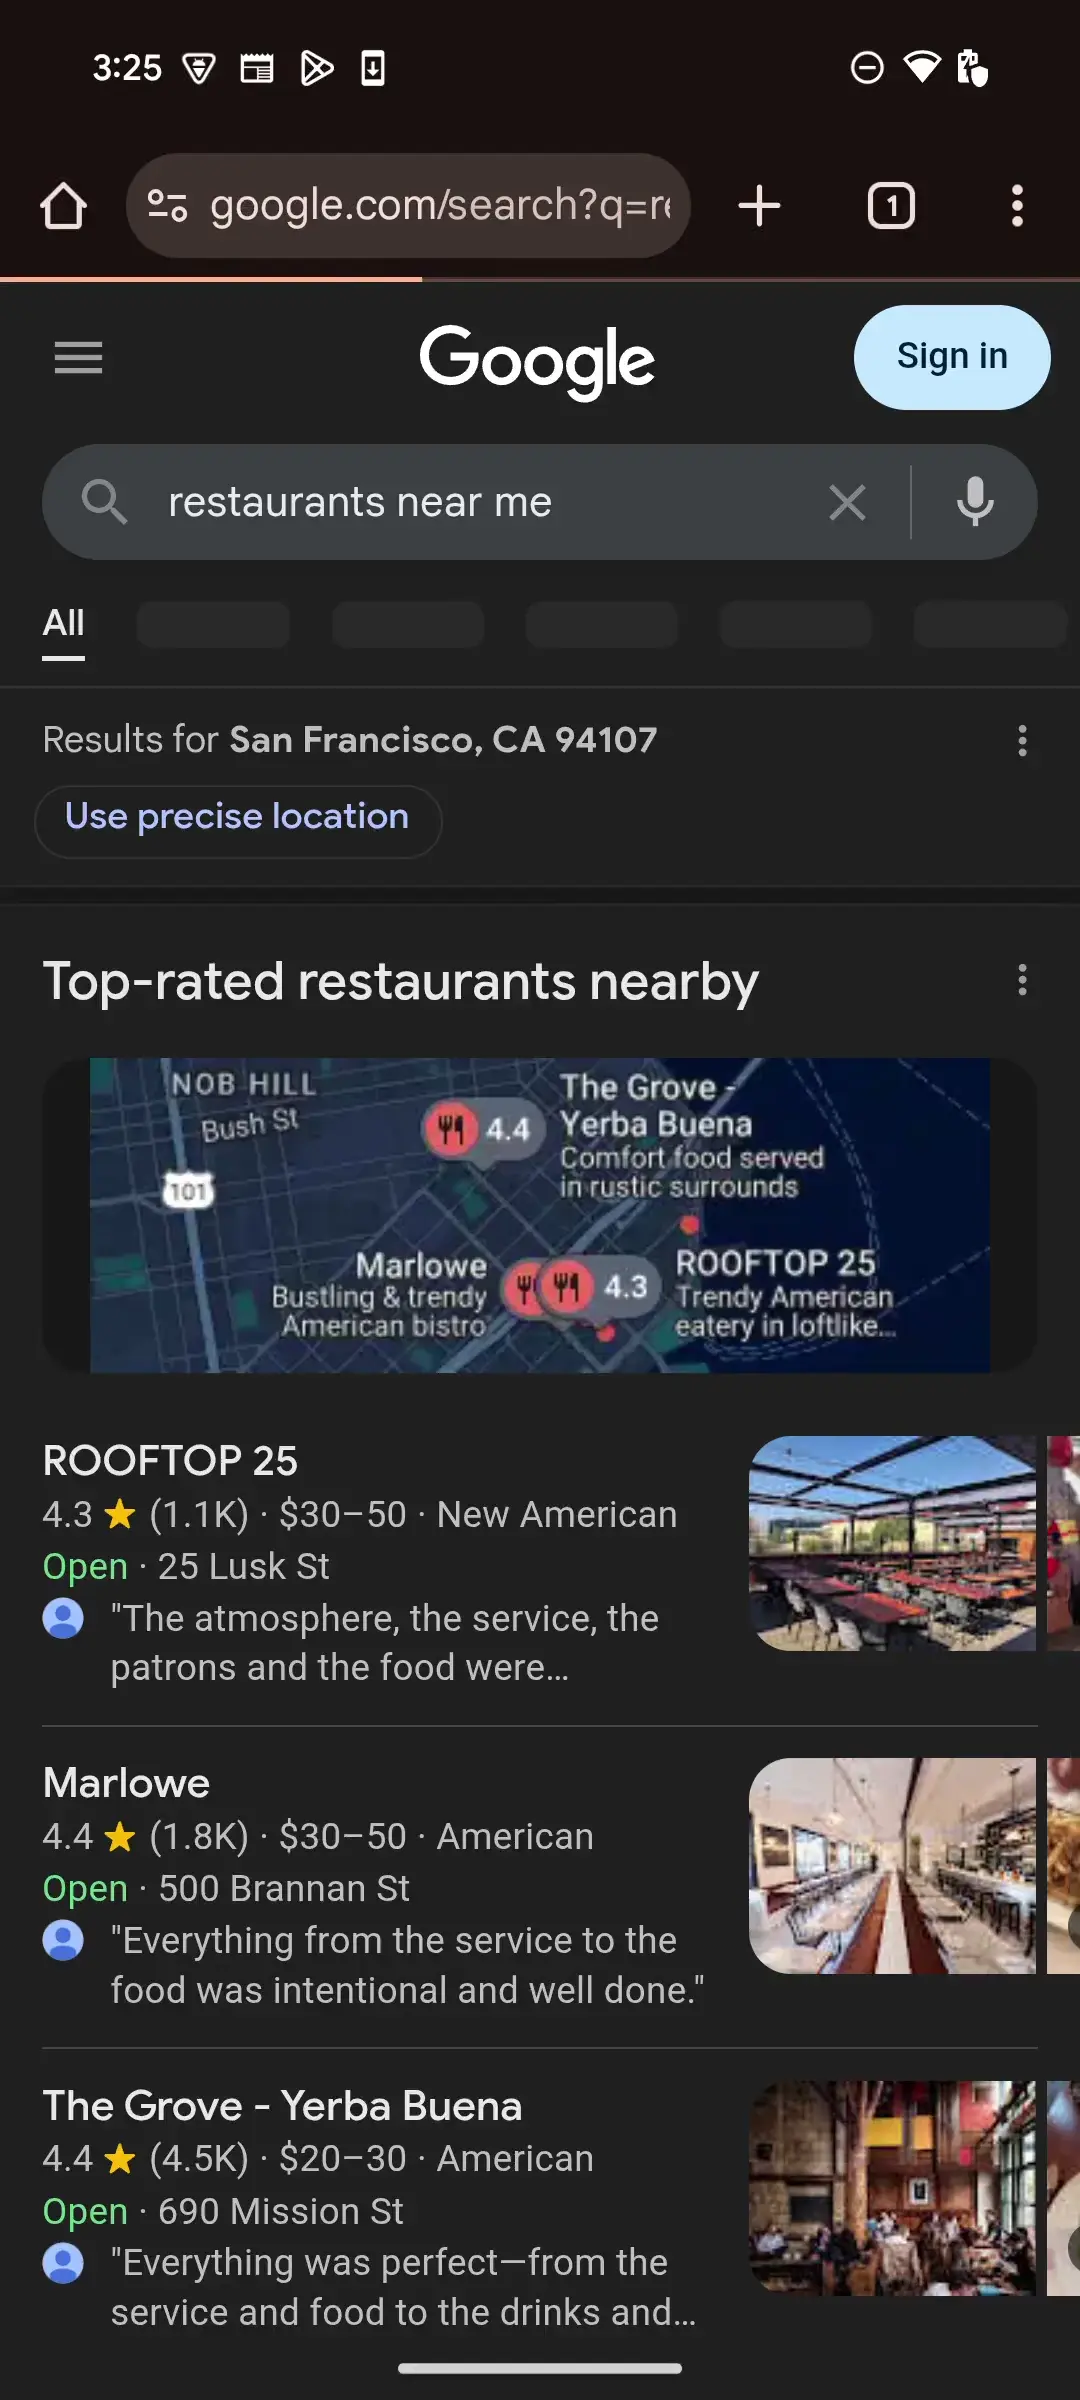 3:25
google.com/search?q=re
1
Google
Sign in
restaurants near me
All
Results for San Francisco, CA 94107
Use precise location
Top-rated restaurants nearby
NOB HILL
Bush St
101
4.4
The Grove -
Yerba Buena
Comfort food served
in rustic surrounds
Marlowe
Bustling & trendy
American bistro
4.3
ROOFTOP 25
Trendy American
eatery in loftlike...
ROOFTOP 25
4.3 ★ (1.1K) · $30–50 · New American
Open · 25 Lusk St
"The atmosphere, the service, the
patrons and the food were...
Marlowe
4.4 ★ (1.8K) · $30–50 · American
Open · 500 Brannan St
"Everything from the service to the
food was intentional and well done."
The Grove - Yerba Buena
4.4 ★ (4.5K) · $20–30 · American
Open · 690 Mission St
"Everything was perfect—from the
service and food to the drinks and...